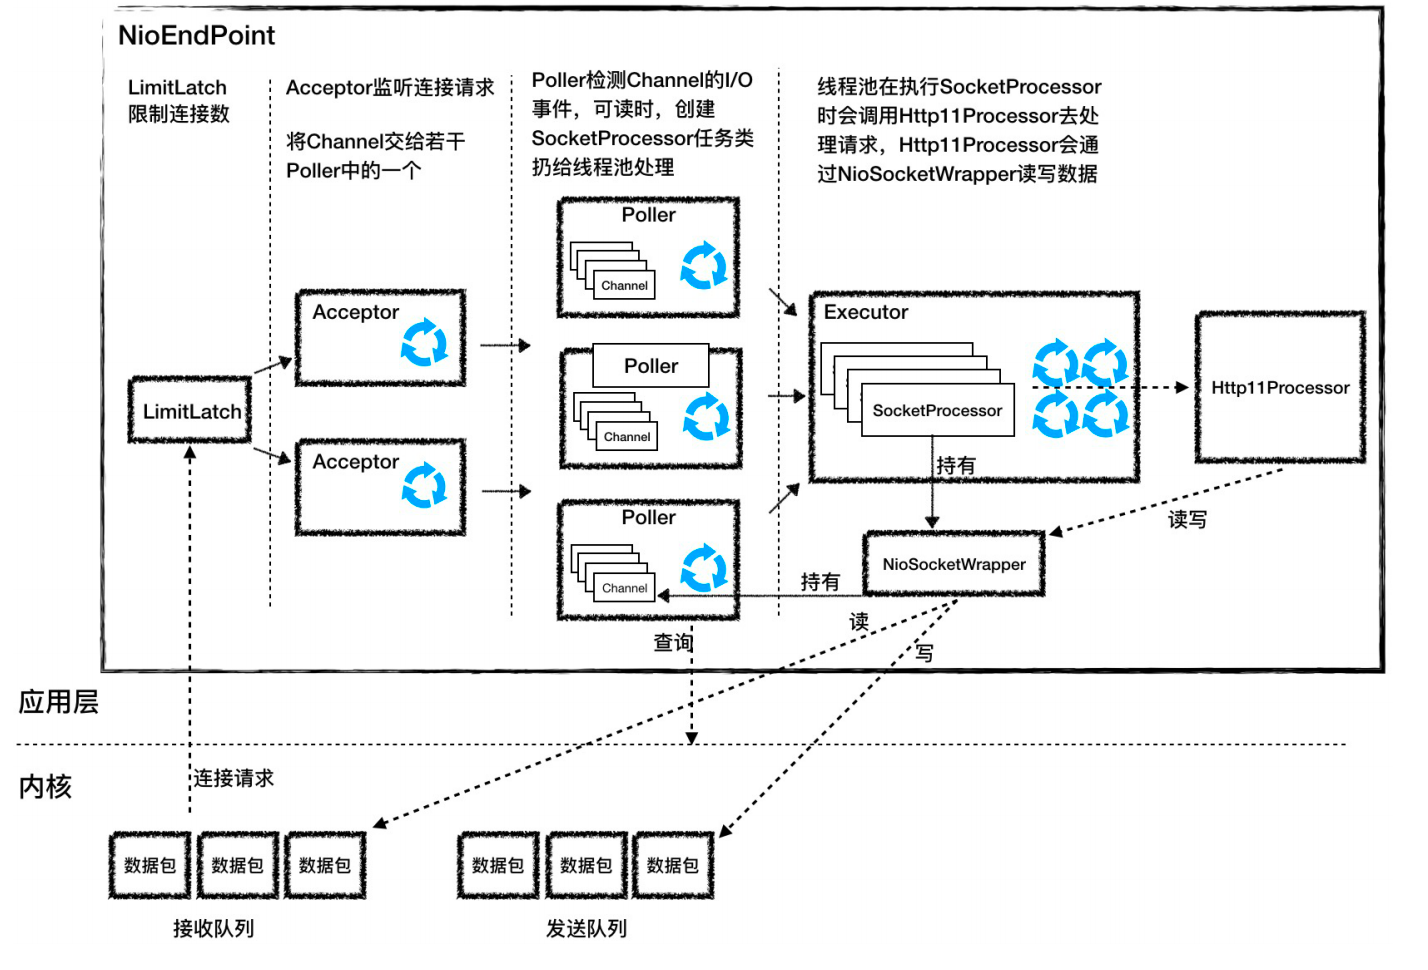 NioEndPoint
LimitLatch
限制连接数
Acceptor监听连接请求
将Channel交给若干
Poller中的一个
Poller检测Channel的I/O
事件，可读时，创建
SocketProcessor任务类
扔给线程池处理
线程池在执行SocketProcessor
时会调用Http11Processor去处
理请求，Http11Processor会通
过NioSocketWrapper读写数据
LimitLatch
Acceptor
Acceptor
Poller
Channel
Poller
Channel
Poller
Channel
Executor
SocketProcessor
Http11Processor
持有
读写
NioSocketWrapper
持有
读
写
查询
应用层
内核
连接请求
数据包
数据包
数据包
接收队列
数据包
数据包
数据包
发送队列